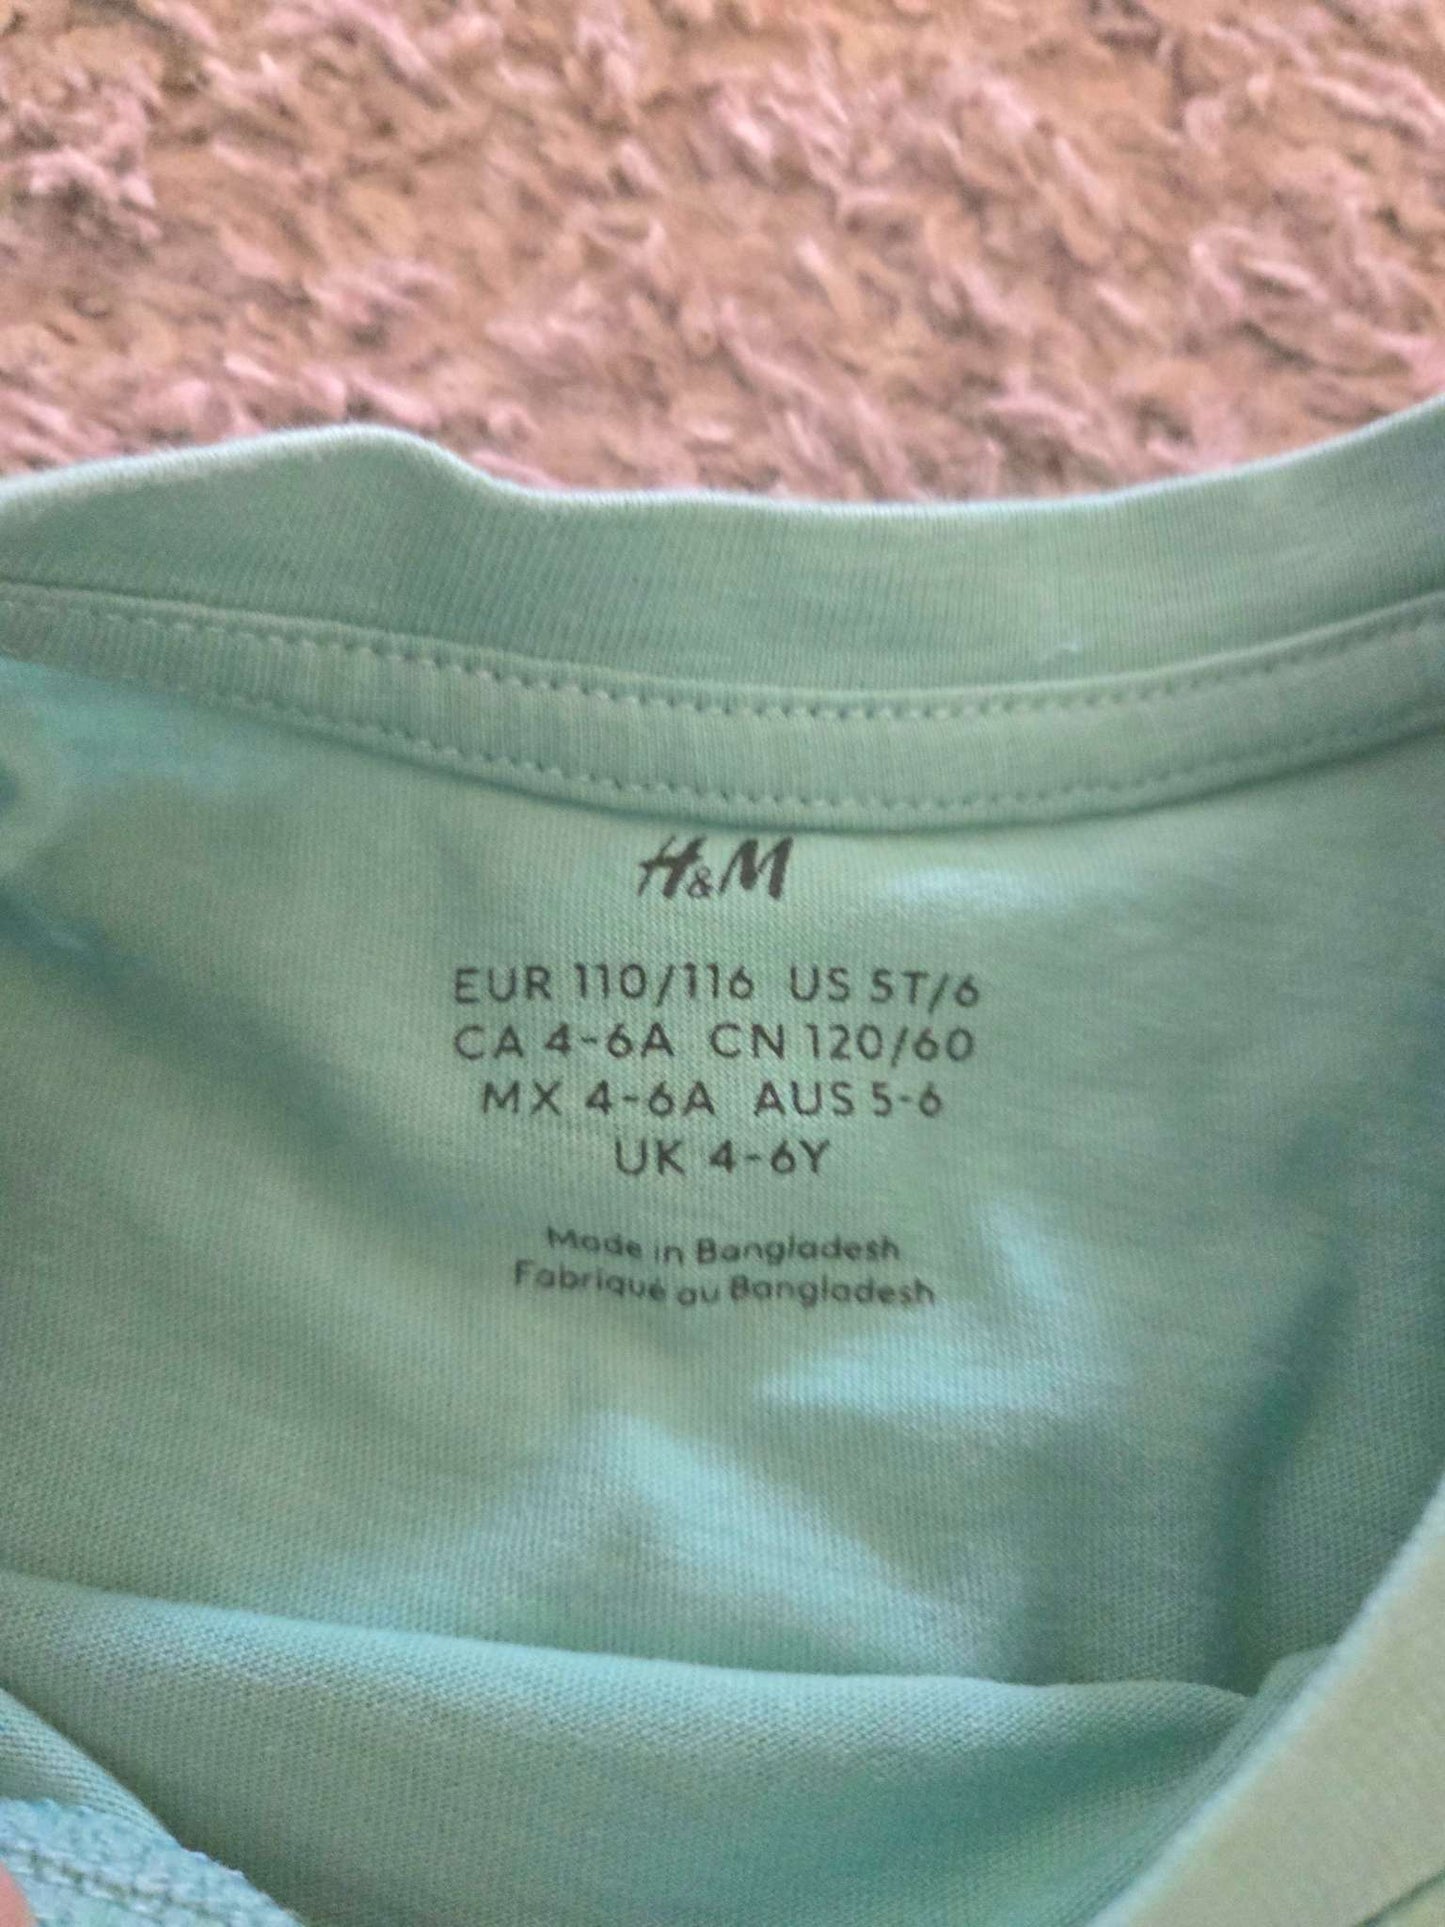 H&M
EUR 110/116 US 5T/6
CA 4-6A CN 120/60
MX 4-6A AUS 5-6
UK 4-6Y
Made in Bangladesh
Fabriqué au Bangladesh